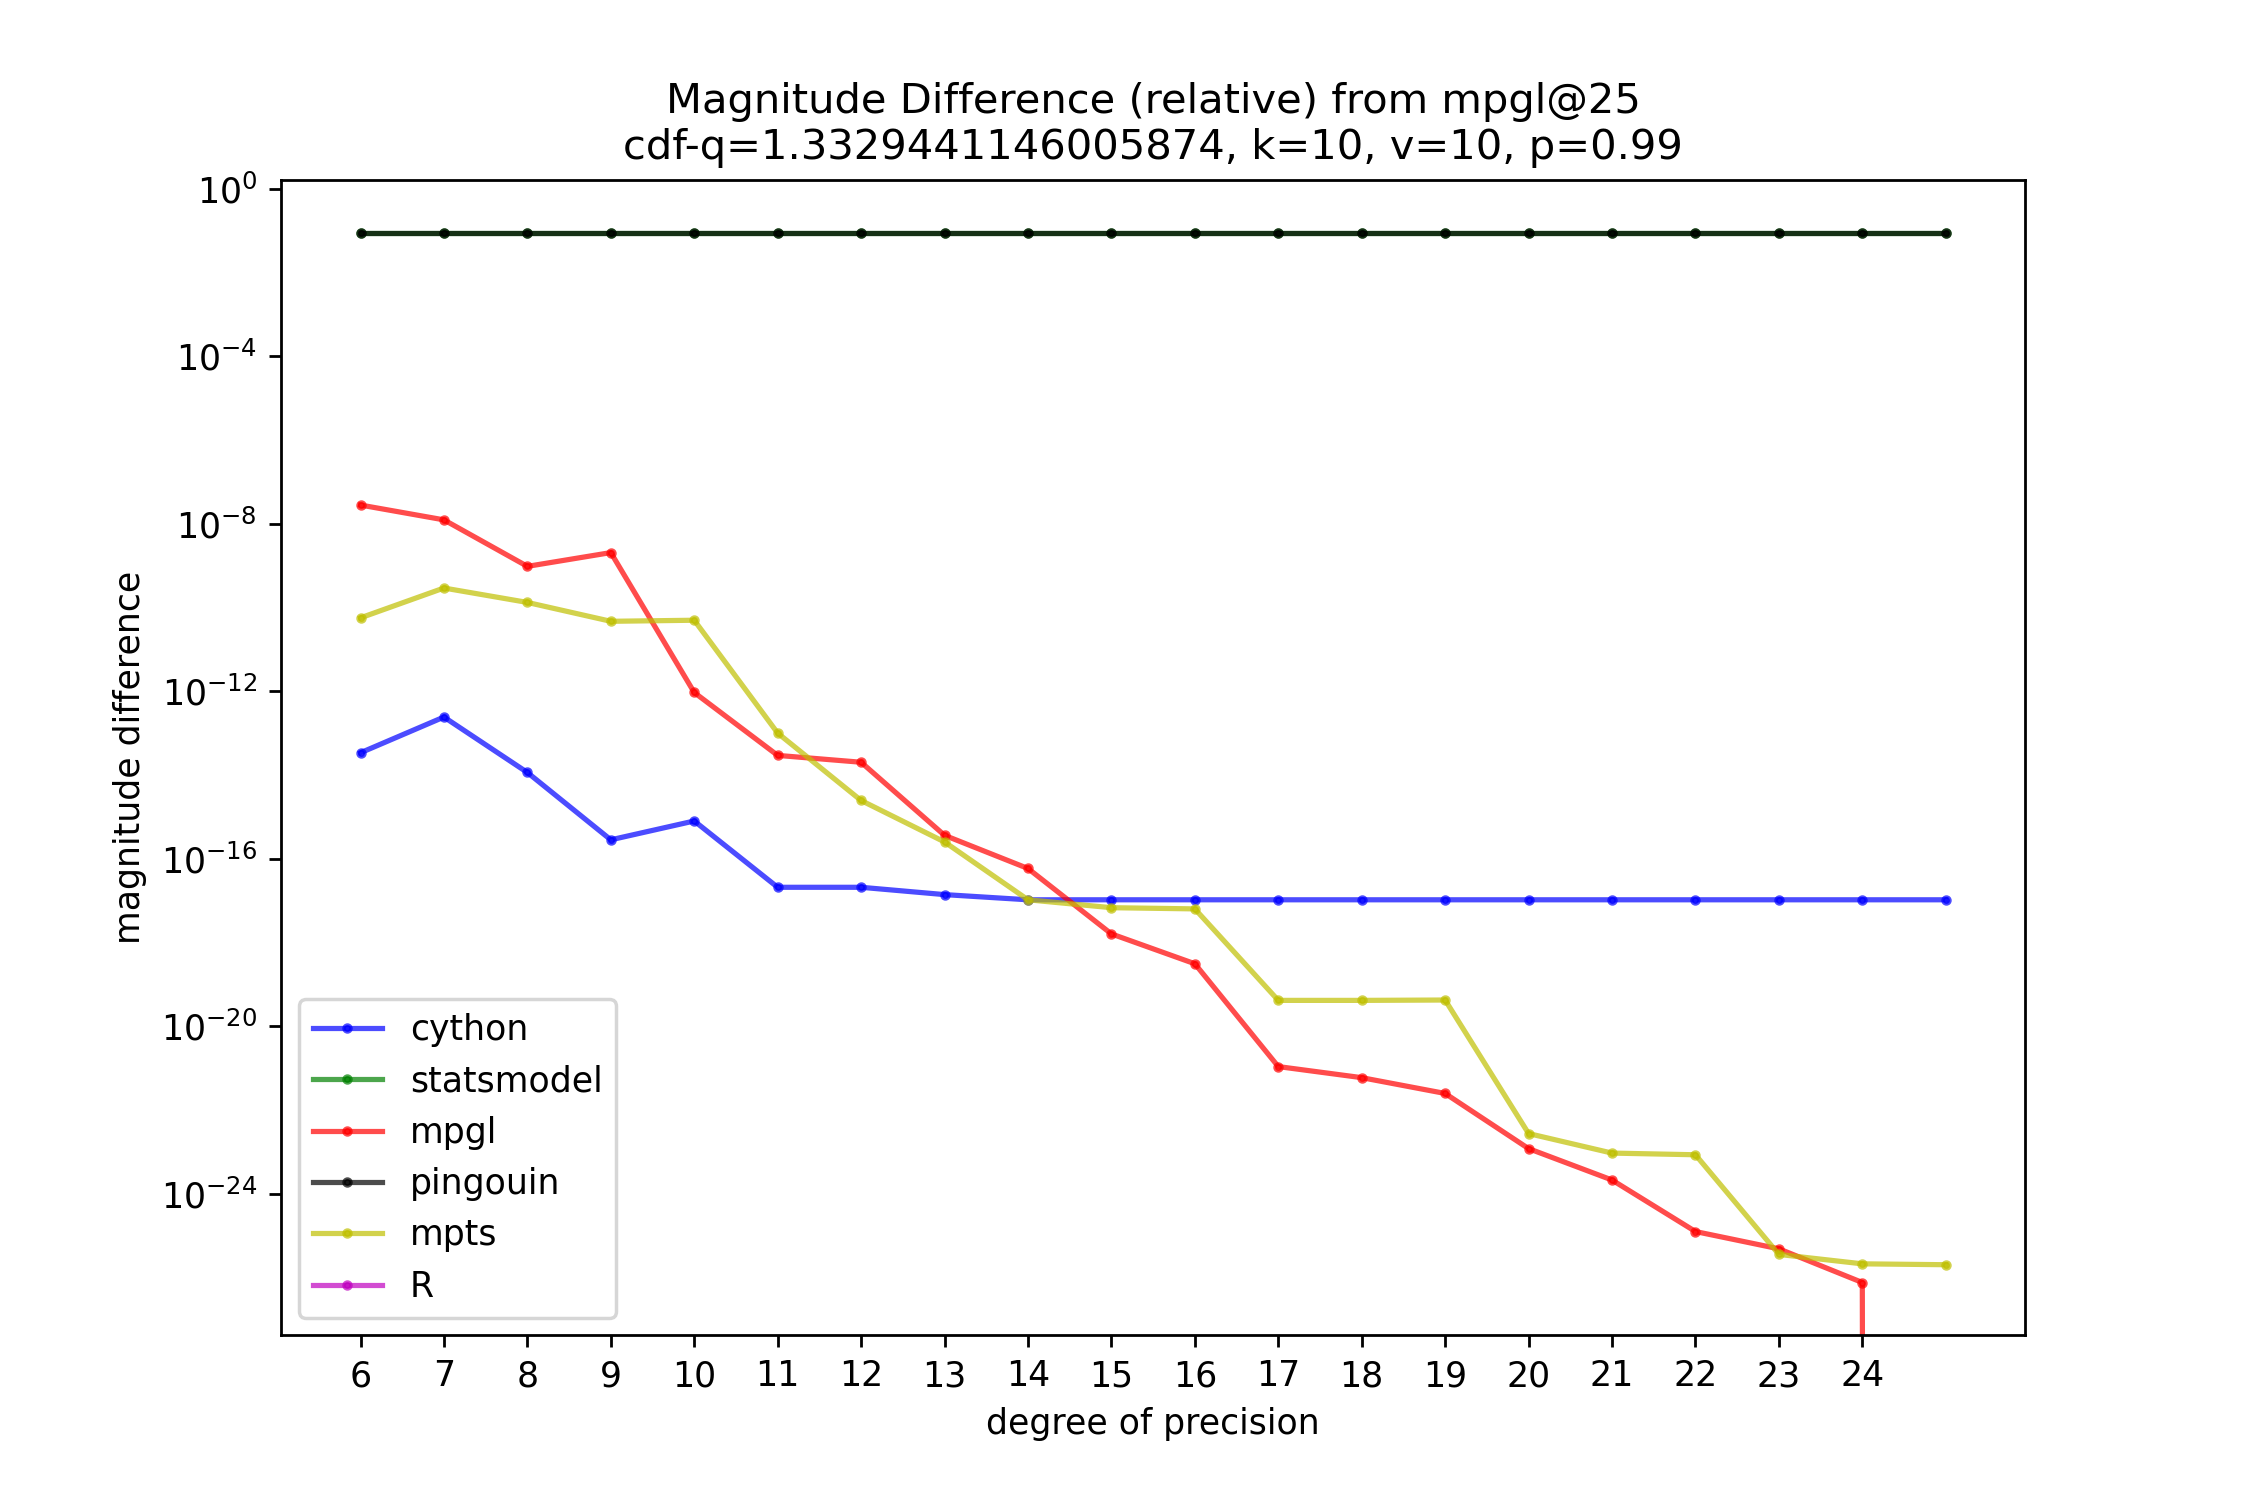 Magnitude Difference (relative) from mpgl@25
cdf-q=1.3329441146005874, k=10, v=10, p=0.99
10⁰
10⁻⁴
10⁻⁸
10⁻¹²
10⁻¹⁶
10⁻²⁰
10⁻²⁴
magnitude difference
cython
statsmodel
mpgl
pingouin
mpts
R
6 7 8 9 10 11 12 13 14 15 16 17 18 19 20 21 22 23 24
degree of precision